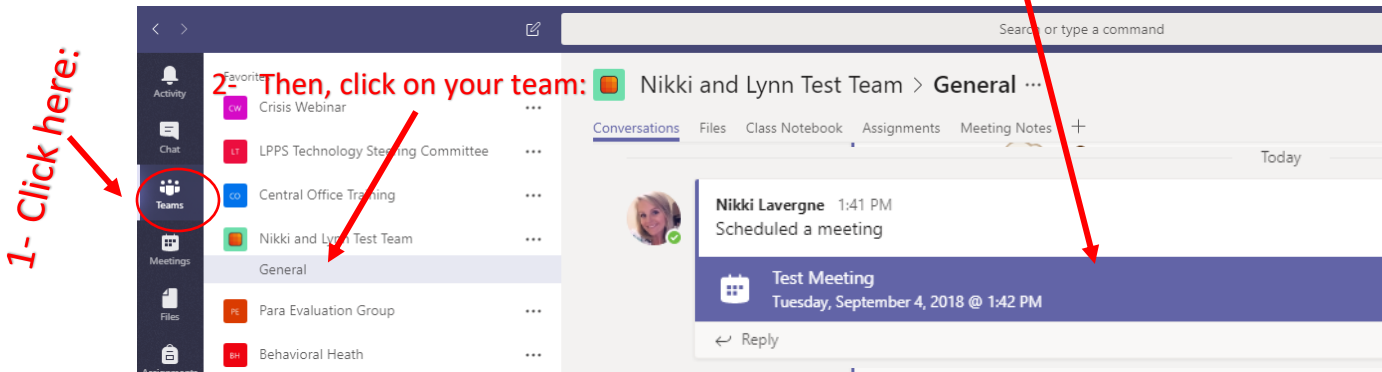 Search or type a command
1- Click here:
Activity
Chat
Teams
Meetings
Files
Assignments
Favorites
2- Then, click on your team:
CW Crisis Webinar
LT LPPS Technology Steering Committee
CO Central Office Training
Nikki and Lynn Test Team
General
PE Para Evaluation Group
BH Behavioral Heath
Nikki and Lynn Test Team > General ...
Conversations Files Class Notebook Assignments Meeting Notes +
Today
Nikki Lavergne 1:41 PM
Scheduled a meeting
Test Meeting
Tuesday, September 4, 2018 @ 1:42 PM
Reply